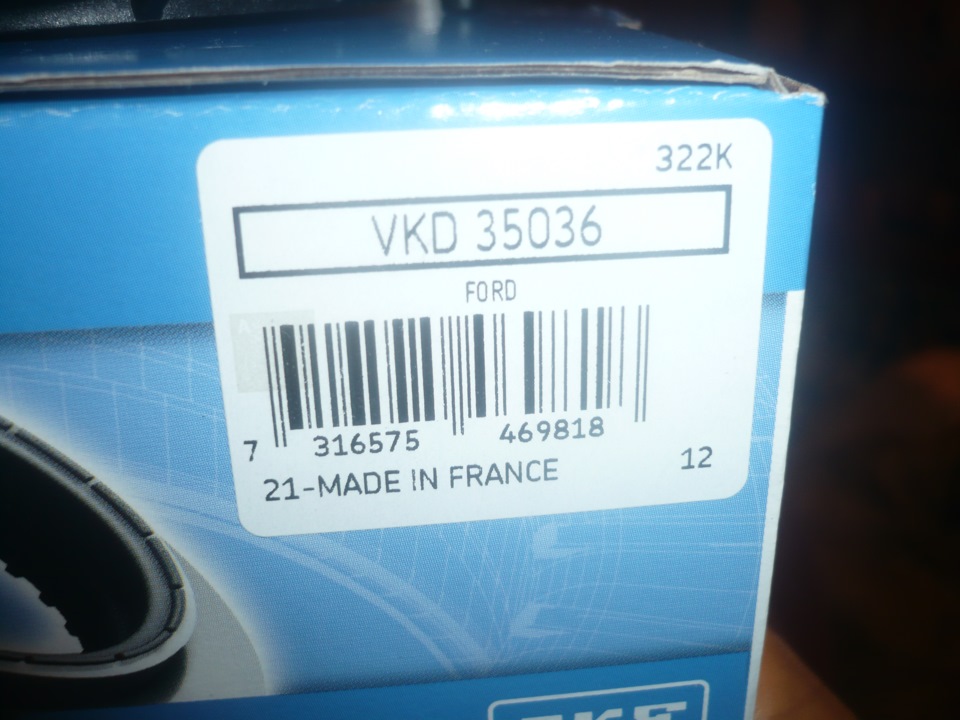 322K
VKD 35036
FORD
7 316575 469818
21-MADE IN FRANCE 12